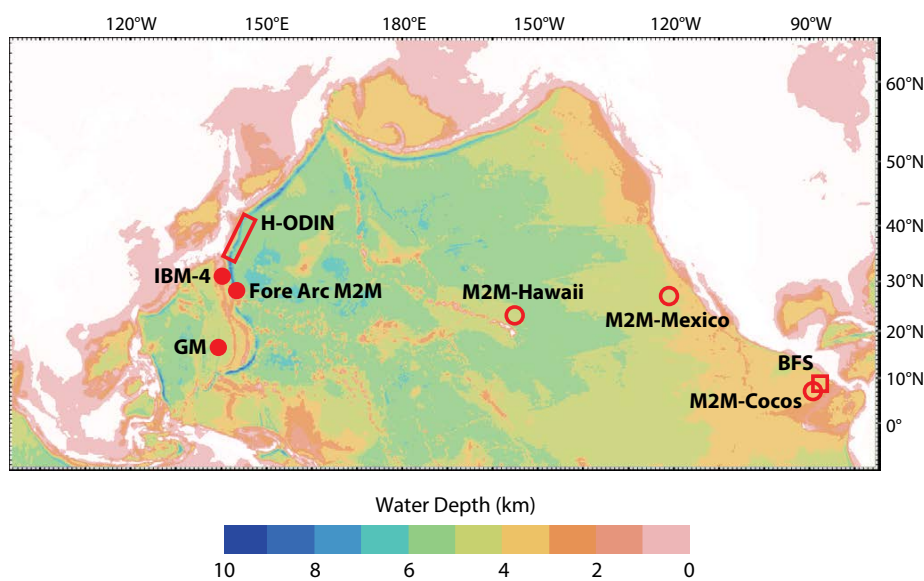 120°W 150°E 180°E 150°W 120°W 90°W
60°N
50°N
H-ODIN
40°N
IBM-4
30°N
Fore Arc M2M
M2M-Hawaii
M2M-Mexico
20°N
GM
BFS
10°N
M2M-Cocos
0°
Water Depth (km)
10 8 6 4 2 0